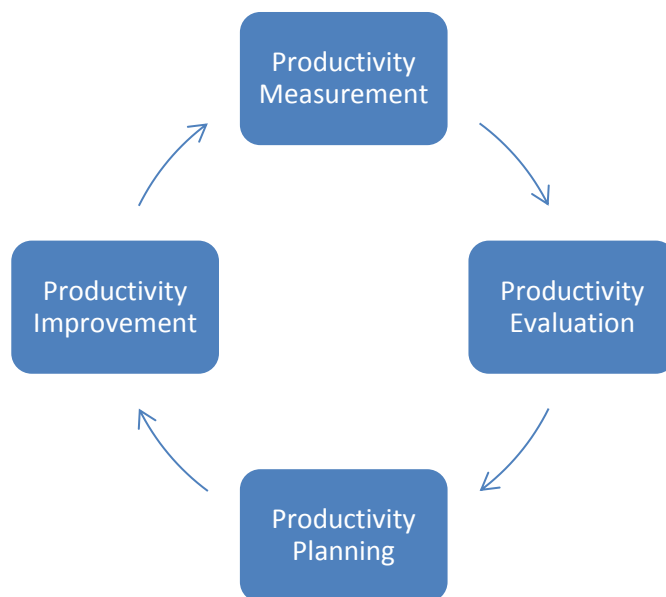 Productivity
Measurement
Productivity
Evaluation
Productivity
Planning
Productivity
Improvement